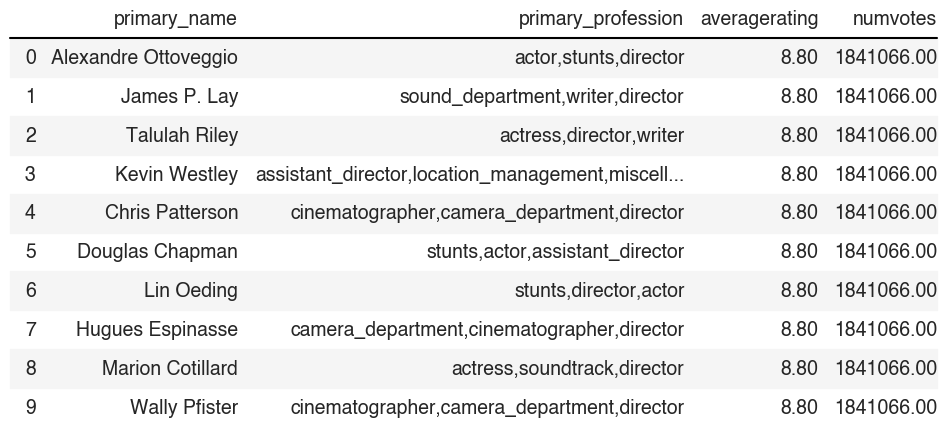 primary_name primary_profession averagerating numvotes
0 Alexandre Ottoveggio actor,stunts,director 8.80 1841066.00
1 James P. Lay sound_department,writer,director 8.80 1841066.00
2 Talulah Riley actress,director,writer 8.80 1841066.00
3 Kevin Westley assistant_director,location_management,miscell... 8.80 1841066.00
4 Chris Patterson cinematographer,camera_department,director 8.80 1841066.00
5 Douglas Chapman stunts,actor,assistant_director 8.80 1841066.00
6 Lin Oeding stunts,director,actor 8.80 1841066.00
7 Hugues Espinasse camera_department,cinematographer,director 8.80 1841066.00
8 Marion Cotillard actress,soundtrack,director 8.80 1841066.00
9 Wally Pfister cinematographer,camera_department,director 8.80 1841066.00